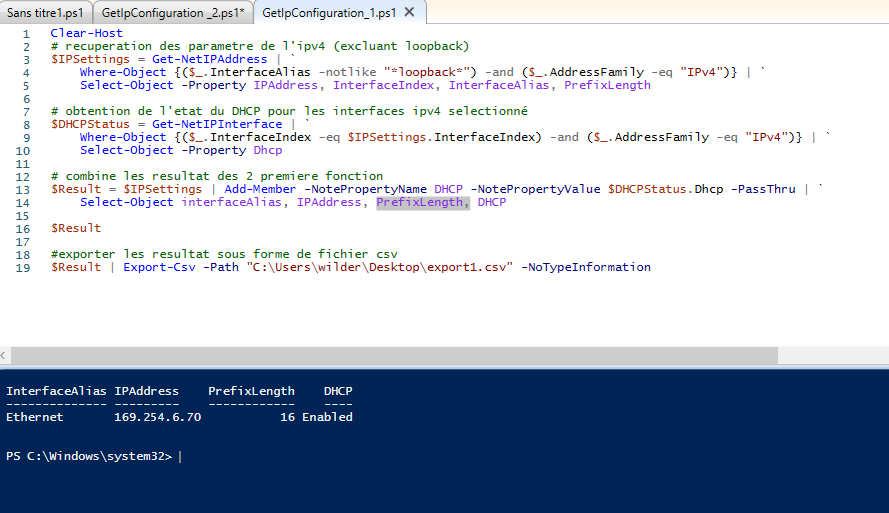 Sans titre1.ps1 GetIpConfiguration _2.ps1* GetIpConfiguration_1.ps1 ✕
1 Clear-Host
2 # recuperation des parametre de l'ipv4 (excluant loopback)
3 $IPSettings = Get-NetIPAddress | `
4 Where-Object {($_.InterfaceAlias -notlike "*loopback*") -and ($_.AddressFamily -eq "IPv4")} | `
5 Select-Object -Property IPAddress, InterfaceIndex, InterfaceAlias, PrefixLength
6
7 # obtention de l'etat du DHCP pour les interfaces ipv4 selectionné
8 $DHCPStatus = Get-NetIPInterface | `
9 Where-Object {($_.InterfaceIndex -eq $IPSettings.InterfaceIndex) -and ($_.AddressFamily -eq "IPv4")} | `
10 Select-Object -Property Dhcp
11
12 # combine les resultat des 2 premiere fonction
13 $Result = $IPSettings | Add-Member -NotePropertyName DHCP -NotePropertyValue $DHCPStatus.Dhcp -PassThru | `
14 Select-Object interfaceAlias, IPAddress, PrefixLength, DHCP
15
16 $Result
17
18 #exporter les resultat sous forme de fichier csv
19 $Result | Export-Csv -Path "C:\Users\wilder\Desktop\export1.csv" -NoTypeInformation
InterfaceAlias IPAddress PrefixLength DHCP
-------------- --------- ------------ ----
Ethernet 169.254.6.70 16 Enabled
PS C:\Windows\system32>